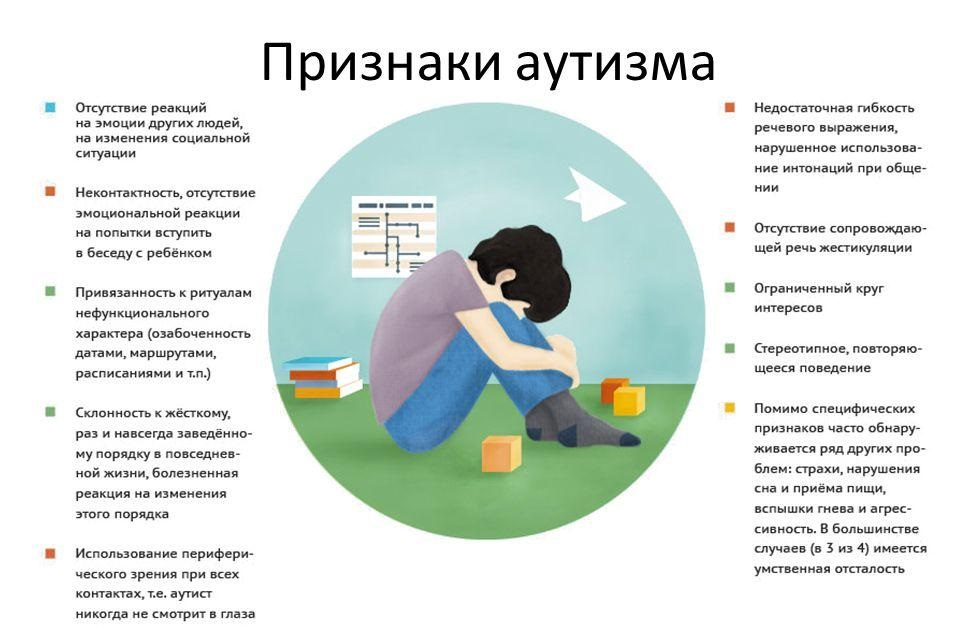 Признаки аутизма
Отсутствие реакций
на эмоции других людей,
на изменения социальной
ситуации
Неконтактность, отсутствие
эмоциональной реакции
на попытки вступить
в беседу с ребёнком
Привязанность к ритуалам
нефункционального
характера (озабоченность
датами, маршрутами,
расписаниями и т.п.)
Склонность к жёсткому,
раз и навсегда заведённо-
му порядку в повседнев-
ной жизни, болезненная
реакция на изменения
этого порядка
Использование перифери-
ческого зрения при всех
контактах, т.е. аутист
никогда не смотрит в глаза
Недостаточная гибкость
речевого выражения,
нарушенное использова-
ние интонаций при обще-
нии
Отсутствие сопровождаю-
щей речь жестикуляции
Ограниченный круг
интересов
Стереотипное, повторяю-
щееся поведение
Помимо специфических
признаков часто обнару-
живается ряд других про-
блем: страхи, нарушения
сна и приёма пищи,
вспышки гнева и агрес-
сивность. В большинстве
случаев (в 3 из 4) имеется
умственная отсталость